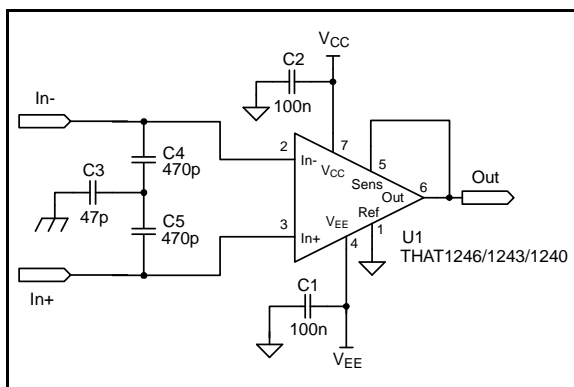 VCC
C2
100n
In-
C4
470p
C3
47p
C5
470p
In+
2
In-
7
VCC
5
Sens
Out
6
Out
3
In+
VEE
4
Ref
1
U1
THAT1246/1243/1240
C1
100n
VEE